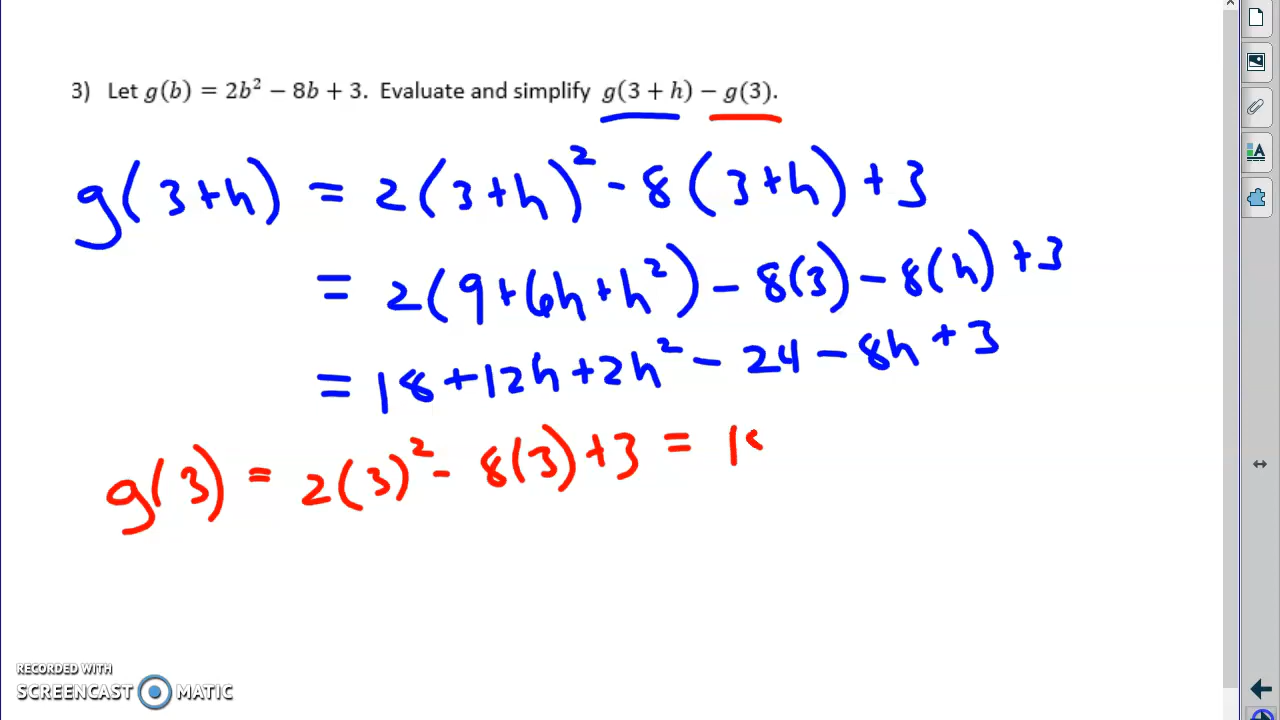 3) Let g(b) = 2b² − 8b + 3. Evaluate and simplify g(3 + h) − g(3).
g(3+h) = 2(3+h)² - 8(3+h) + 3
= 2(9+6h+h²) - 8(3) - 8(h) + 3
= 18+12h+2h² - 24 - 8h + 3
g(3) = 2(3)² - 8(3)+3 = 1
RECORDED WITH
SCREENCAST MATIC